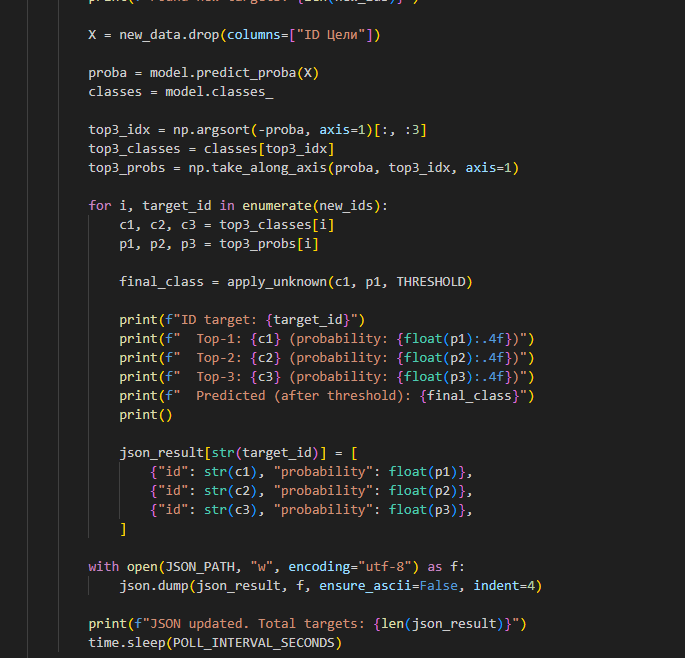 X = new_data.drop(columns=["ID Цели"])
proba = model.predict_proba(X)
classes = model.classes_
top3_idx = np.argsort(-proba, axis=1)[:, :3]
top3_classes = classes[top3_idx]
top3_probs = np.take_along_axis(proba, top3_idx, axis=1)
for i, target_id in enumerate(new_ids):
c1, c2, c3 = top3_classes[i]
p1, p2, p3 = top3_probs[i]
final_class = apply_unknown(c1, p1, THRESHOLD)
print(f"ID target: {target_id}")
print(f"  Top-1: {c1} (probability: {float(p1):.4f})")
print(f"  Top-2: {c2} (probability: {float(p2):.4f})")
print(f"  Top-3: {c3} (probability: {float(p3):.4f})")
print(f"  Predicted (after threshold): {final_class}")
print()
json_result[str(target_id)] = [
{"id": str(c1), "probability": float(p1)},
{"id": str(c2), "probability": float(p2)},
{"id": str(c3), "probability": float(p3)},
]
with open(JSON_PATH, "w", encoding="utf-8") as f:
json.dump(json_result, f, ensure_ascii=False, indent=4)
print(f"JSON updated. Total targets: {len(json_result)}")
time.sleep(POLL_INTERVAL_SECONDS)